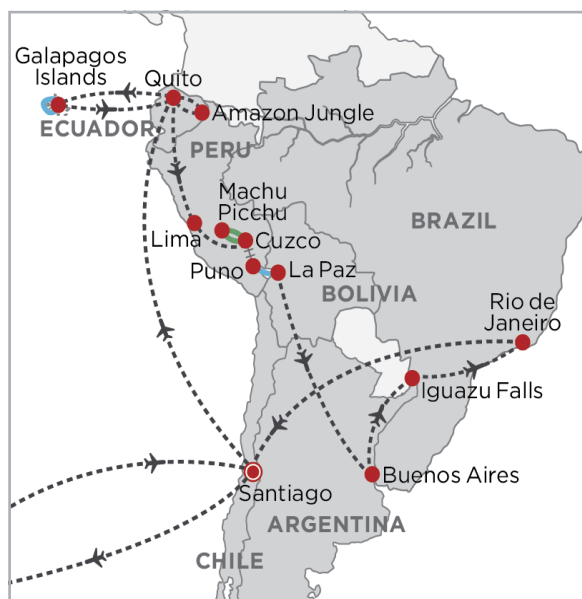 Galapagos
Islands
Quito
ECUADOR
Amazon Jungle
PERU
Machu
Picchu
BRAZIL
Lima
Cuzco
Puno
La Paz
BOLIVIA
Rio de
Janeiro
Iguazu Falls
Buenos Aires
Santiago
ARGENTINA
CHILE